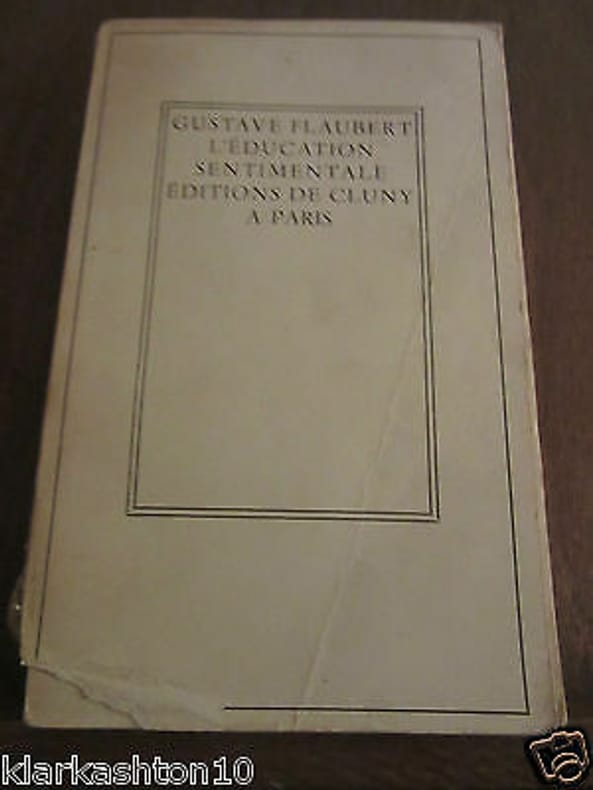 GUSTAVE FLAUBERT
L'ÉDUCATION
SENTIMENTALE
ÉDITIONS DE CLUNY
A PARIS
klarkashton10